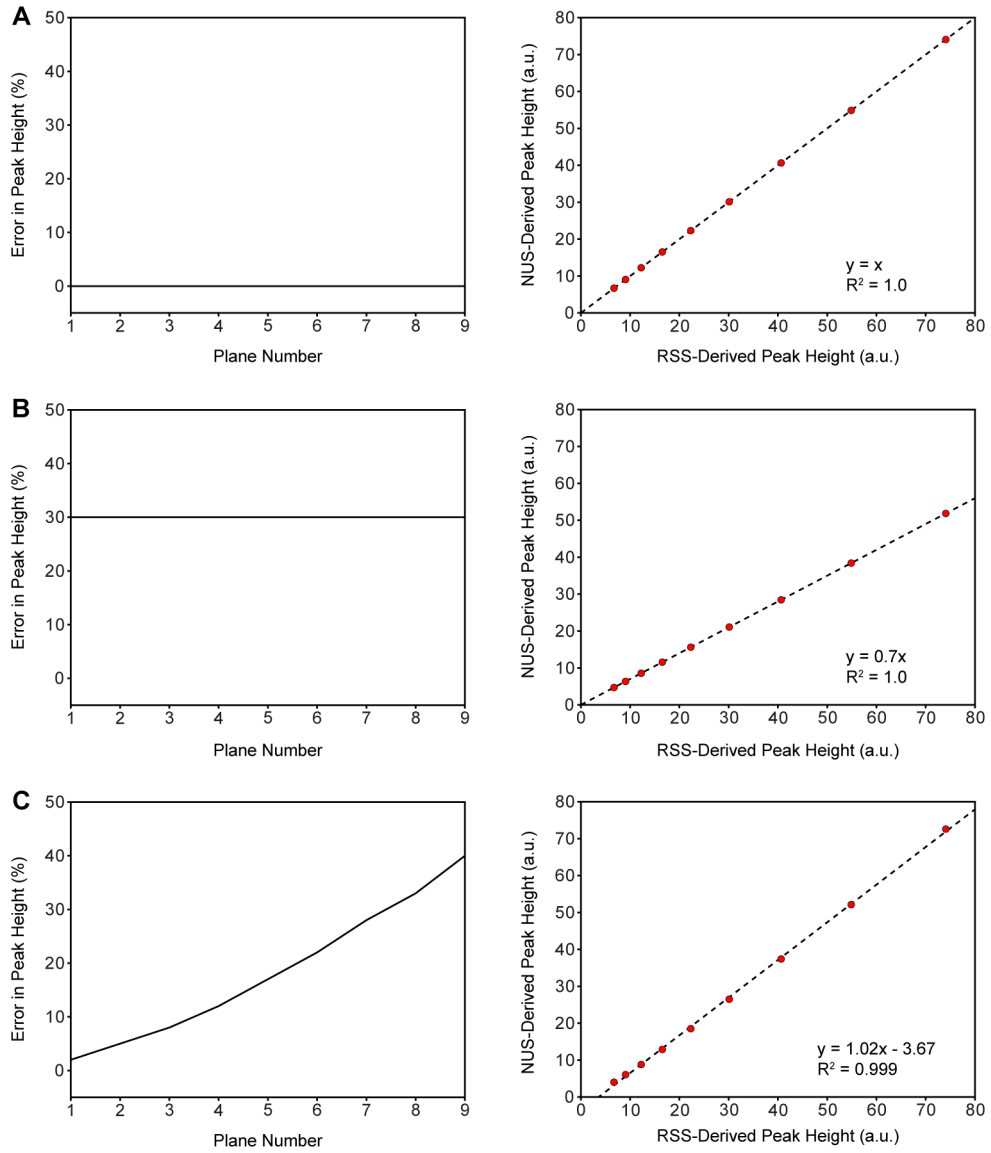 A
Error in Peak Height (%)
50
40
30
20
10
0
1 2 3 4 5 6 7 8 9
Plane Number
NUS-Derived Peak Height (a.u.)
80
70
60
50
40
30
20
10
0
y = x
R² = 1.0
0 10 20 30 40 50 60 70 80
RSS-Derived Peak Height (a.u.)
B
Error in Peak Height (%)
50
40
30
20
10
0
1 2 3 4 5 6 7 8 9
Plane Number
NUS-Derived Peak Height (a.u.)
80
70
60
50
40
30
20
10
0
y = 0.7x
R² = 1.0
0 10 20 30 40 50 60 70 80
RSS-Derived Peak Height (a.u.)
C
Error in Peak Height (%)
50
40
30
20
10
0
1 2 3 4 5 6 7 8 9
Plane Number
NUS-Derived Peak Height (a.u.)
80
70
60
50
40
30
20
10
0
y = 1.02x - 3.67
R² = 0.999
0 10 20 30 40 50 60 70 80
RSS-Derived Peak Height (a.u.)